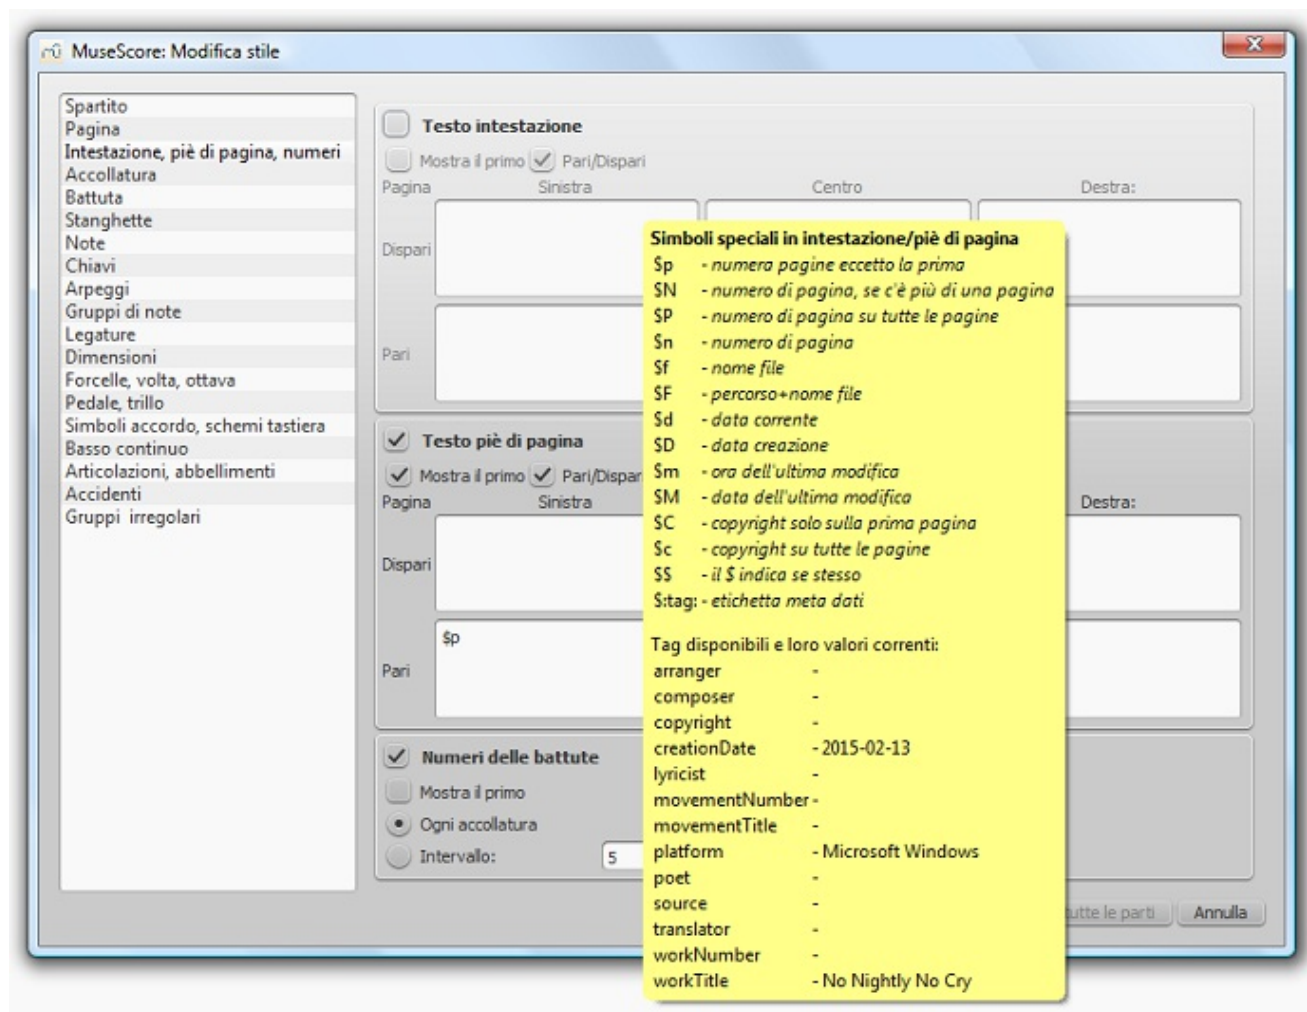 MuseScore: Modifica stile
Spartito
Pagina
Intestazione, piè di pagina, numeri
Accollatura
Battuta
Stanghette
Note
Chiavi
Arpeggi
Gruppi di note
Legature
Dimensioni
Forcelle, volta, ottava
Pedale, trillo
Simboli accordo, schemi tastiera
Basso continuo
Articolazioni, abbellimenti
Accidenti
Gruppi irregolari
Testo intestazione
Mostra il primo Pari/Dispari
Pagina Sinistra Centro Destra:
Dispari
Pari
Testo piè di pagina
Mostra il primo Pari/Dispar
Pagina Sinistra Destra:
Dispari
$p
Pari
Numeri delle battute
Mostra il primo
Ogni accollatura
Intervallo: 5
Simboli speciali in intestazione/piè di pagina
$p - numera pagine eccetto la prima
$N - numero di pagina, se c'è più di una pagina
$P - numero di pagina su tutte le pagine
$n - numero di pagina
$f - nome file
$F - percorso+nome file
$d - data corrente
$D - data creazione
$m - ora dell'ultima modifica
$M - data dell'ultima modifica
$C - copyright solo sulla prima pagina
$c - copyright su tutte le pagine
$$ - il $ indica se stesso
$:tag: - etichetta meta dati
Tag disponibili e loro valori correnti:
arranger -
composer -
copyright -
creationDate - 2015-02-13
lyricist -
movementNumber -
movementTitle -
platform - Microsoft Windows
poet -
source -
translator -
workNumber -
workTitle - No Nightly No Cry
tutte le parti Annulla